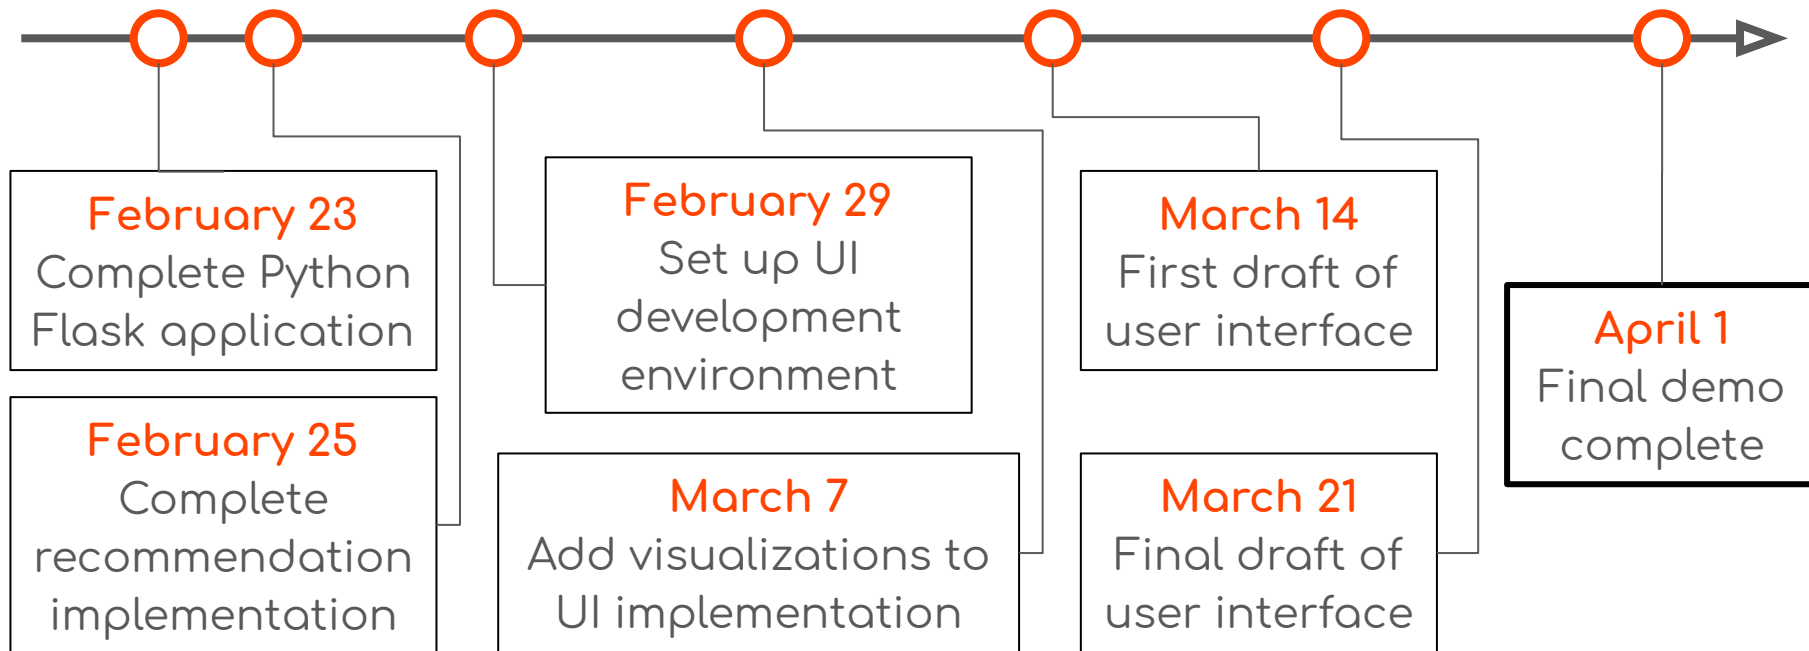 February 23
Complete Python
Flask application
February 25
Complete
recommendation
implementation
February 29
Set up UI
development
environment
March 7
Add visualizations to
UI implementation
March 14
First draft of
user interface
March 21
Final draft of
user interface
April 1
Final demo
complete